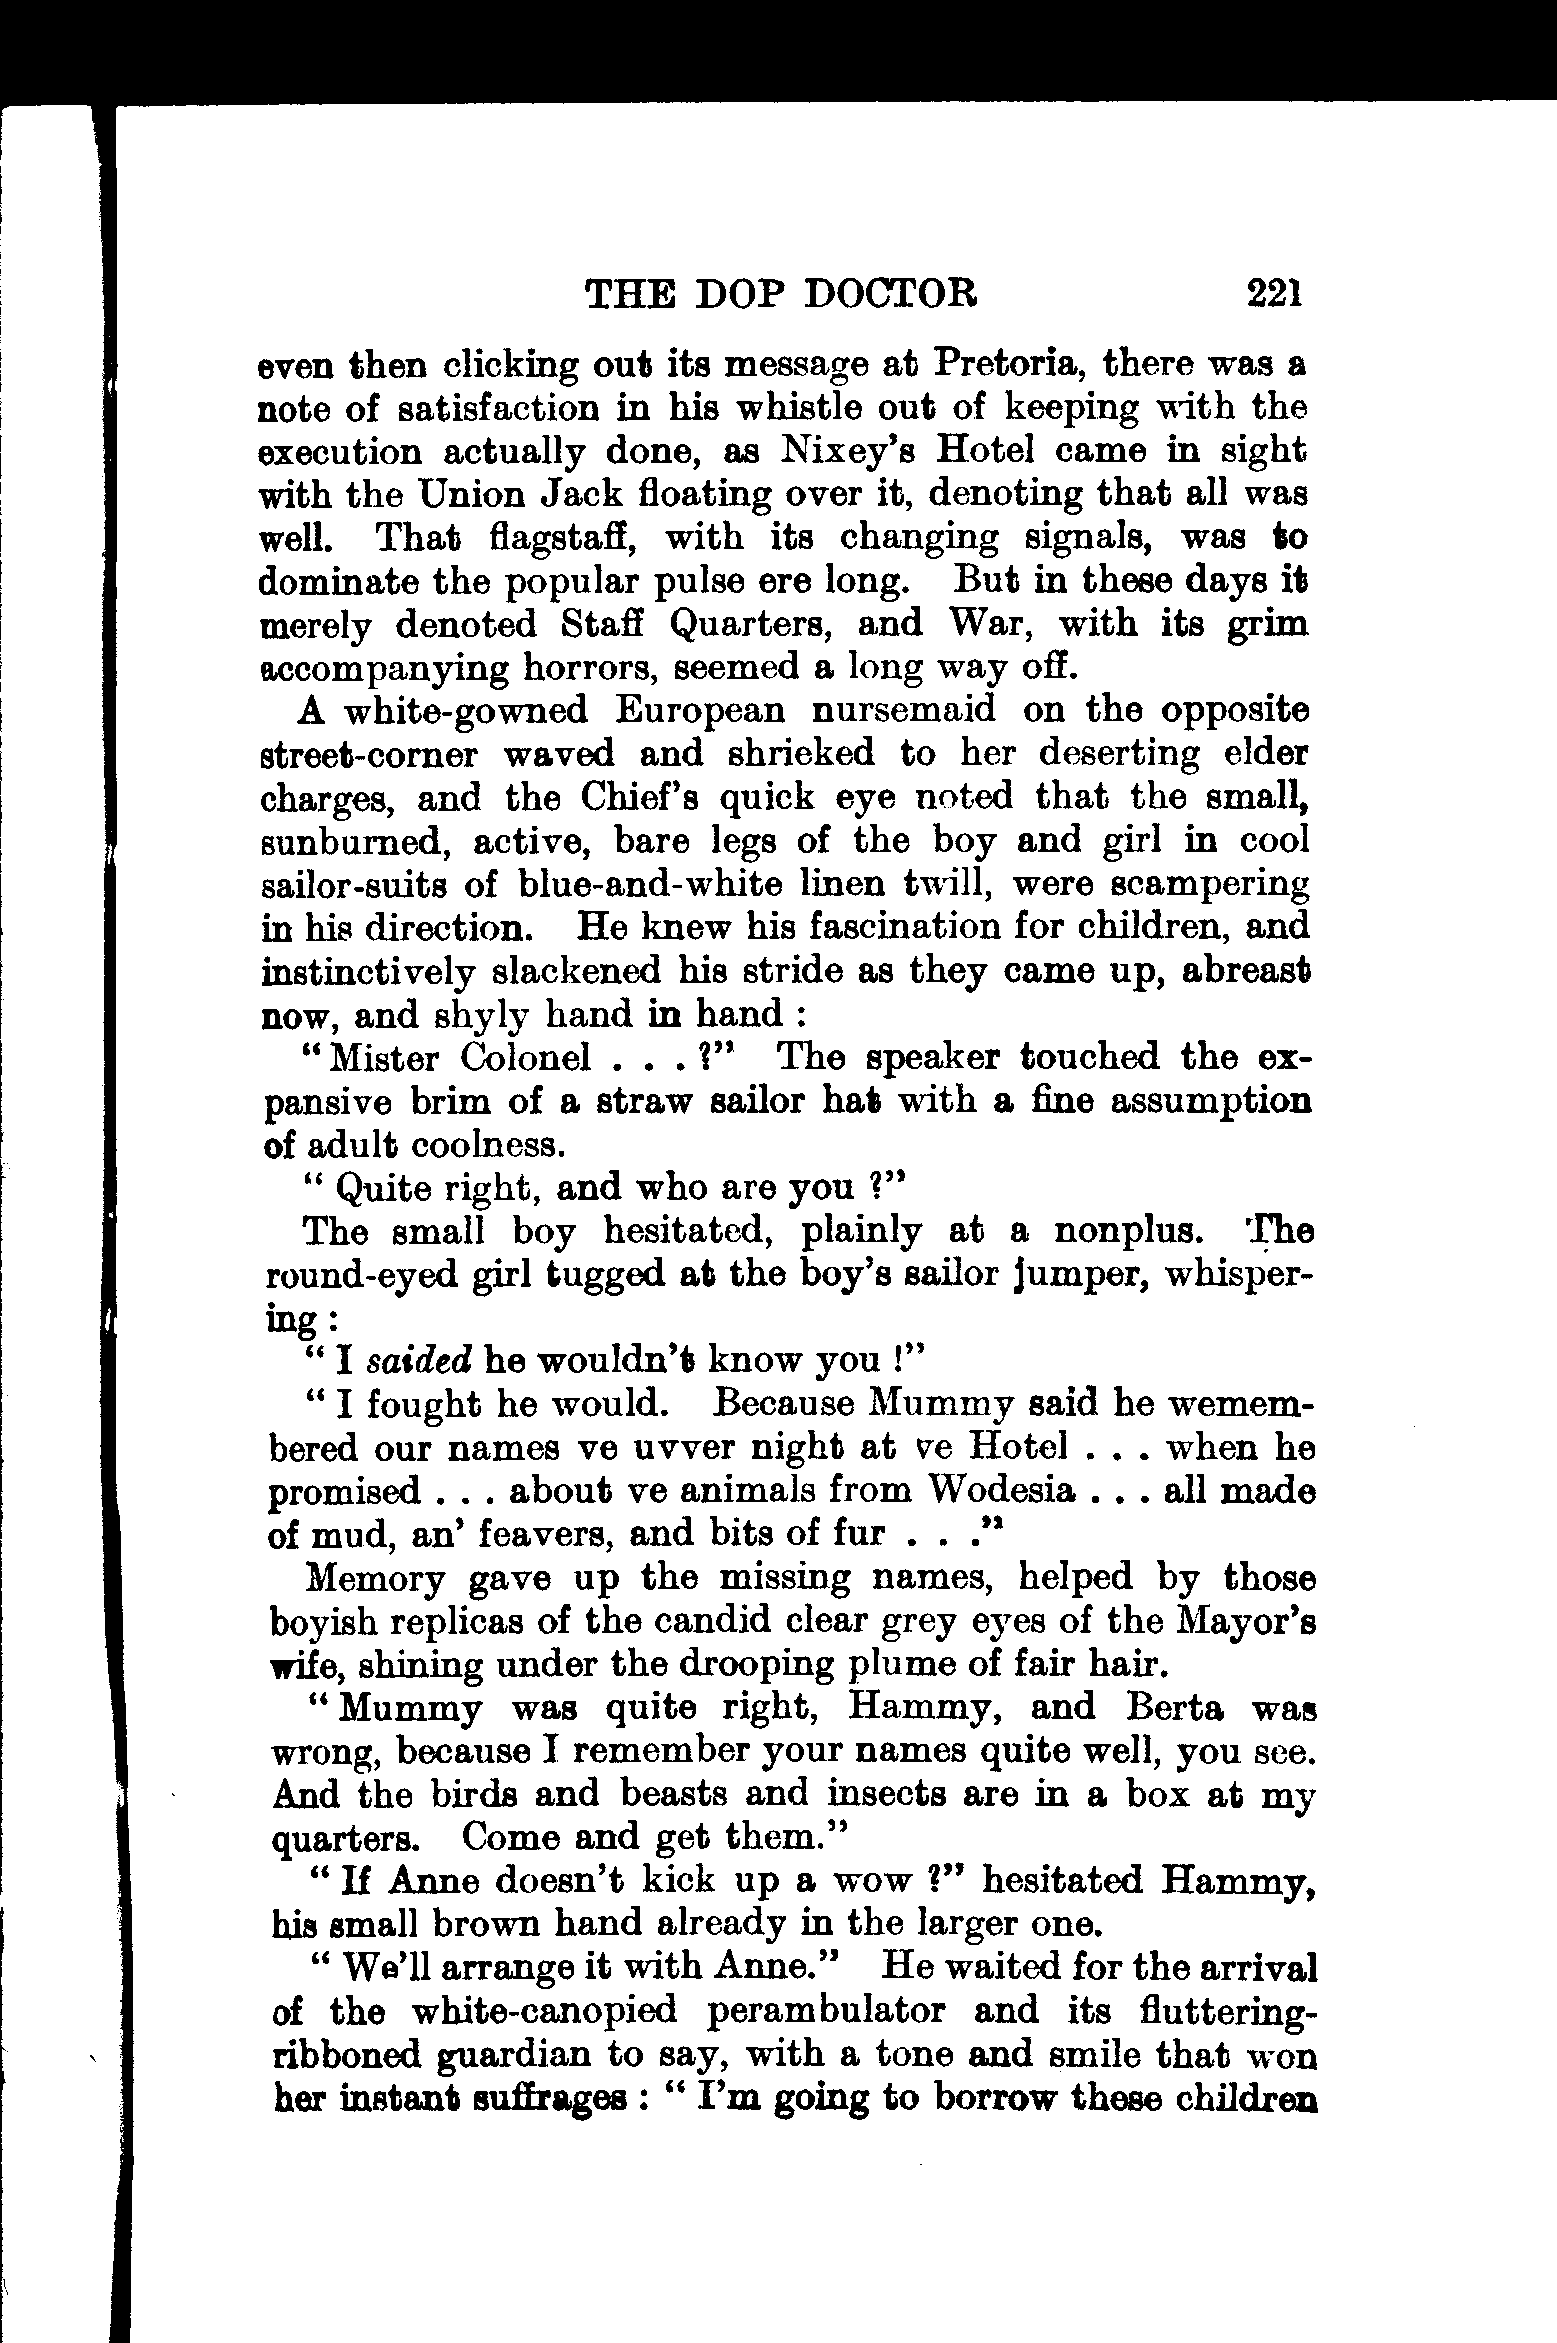 THE DOP DOCTOR 221
even then clicking out its message at Pretoria, there was a
note of satisfaction in his whistle out of keeping with the
execution actually done, as Nixey's Hotel came in sight
with the Union Jack floating over it, denoting that all was
well. That flagstaff, with its changing signals, was to
dominate the popular pulse ere long. But in these days it
merely denoted Staff Quarters, and War, with its grim
accompanying horrors, seemed a long way off.
A white-gowned European nursemaid on the opposite
street-corner waved and shrieked to her deserting elder
charges, and the Chief's quick eye noted that the small,
sunburned, active, bare legs of the boy and girl in cool
sailor-suits of blue-and-white linen twill, were scampering
in his direction. He knew his fascination for children, and
instinctively slackened his stride as they came up, abreast
now, and shyly hand in hand :
"Mister Colonel . . . ?" The speaker touched the ex-
pansive brim of a straw sailor hat with a fine assumption
of adult coolness.
" Quite right, and who are you ?"
The small boy hesitated, plainly at a nonplus. The
round-eyed girl tugged at the boy's sailor jumper, whisper-
ing :
" I saided he wouldn't know you !"
" I fought he would. Because Mummy said he wemem-
bered our names ve uvver night at ve Hotel . . . when he
promised . . . about ve animals from Wodesia . . . all made
of mud, an' feavers, and bits of fur . . ."
Memory gave up the missing names, helped by those
boyish replicas of the candid clear grey eyes of the Mayor's
wife, shining under the drooping plume of fair hair.
" Mummy was quite right, Hammy, and Berta was
wrong, because I remember your names quite well, you see.
And the birds and beasts and insects are in a box at my
quarters. Come and get them."
" If Anne doesn't kick up a wow ?" hesitated Hammy,
his small brown hand already in the larger one.
" We'll arrange it with Anne." He waited for the arrival
of the white-canopied perambulator and its fluttering-
ribboned guardian to say, with a tone and smile that won
her instant suffrages : " I'm going to borrow these children